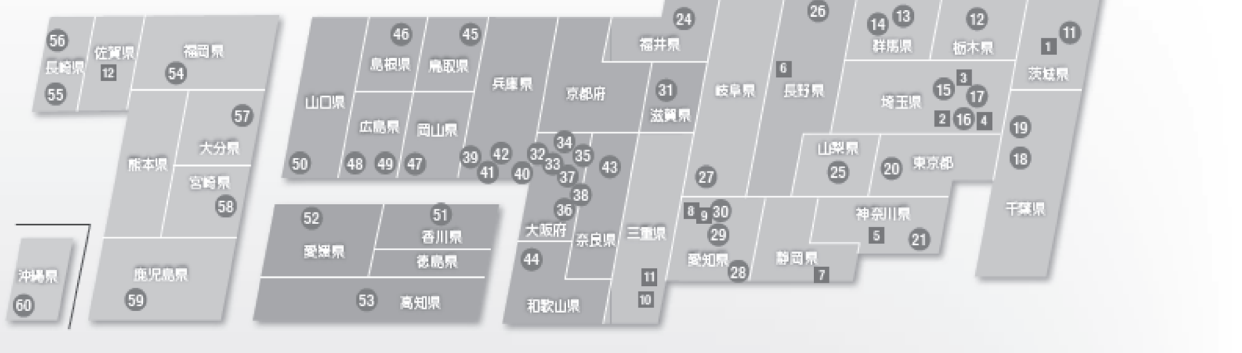 56
長崎県
55
佐賀県
12
福岡県
54
57
大分県
熊本県
宮崎県
58
鹿児島県
59
沖縄県
60
山口県
50
46
島根県
45
鳥取県
広島県
48
49
岡山県
47
兵庫県
39
41
42
40
京都府
24
福井県
31
滋賀県
32
34
33
35
37
38
36
大阪府
43
奈良県
44
和歌山県
三重県
11
10
52
愛媛県
51
香川県
徳島県
53
高知県
岐阜県
27
26
6
長野県
14
13
群馬県
12
栃木県
1
11
茨城県
埼玉県
15
3
17
2
16
4
山梨県
25
20
東京都
19
18
千葉県
8
9
30
29
愛知県
28
静岡県
7
神奈川県
5
21